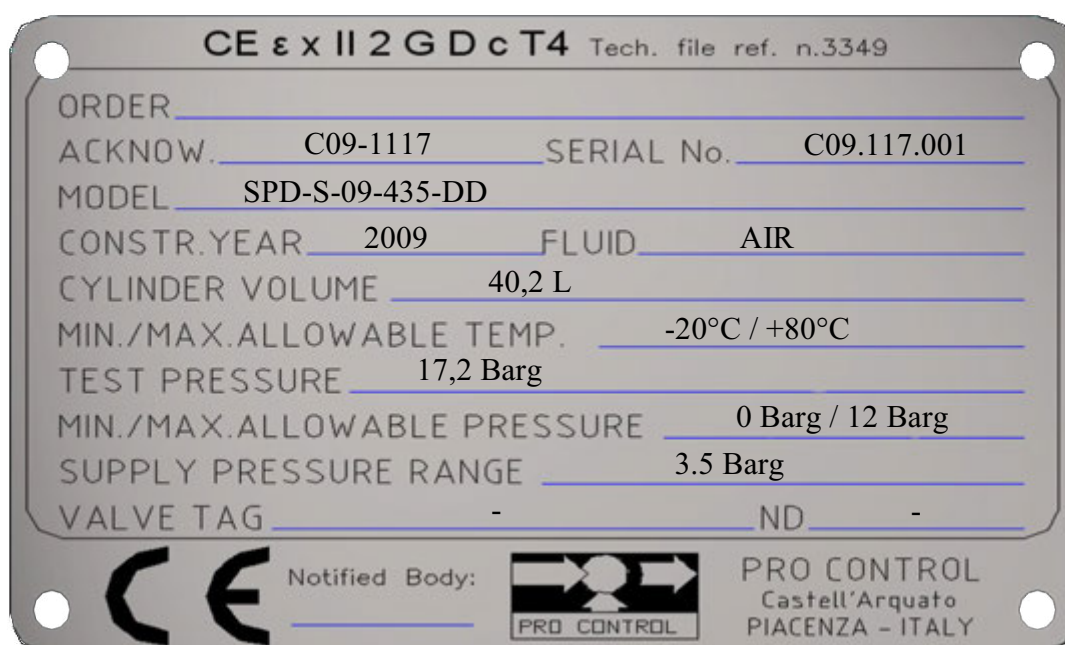 CE εx II 2 G D c T4 Tech. file ref. n.3349
ORDER
ACKNOW. C09-1117 SERIAL No. C09.117.001
MODEL SPD-S-09-435-DD
CONSTR.YEAR 2009 FLUID AIR
CYLINDER VOLUME 40,2 L
MIN./MAX.ALLOWABLE TEMP. -20°C / +80°C
TEST PRESSURE 17,2 Barg
MIN./MAX.ALLOWABLE PRESSURE 0 Barg / 12 Barg
SUPPLY PRESSURE RANGE 3.5 Barg
VALVE TAG - ND -
CE
Notified Body:
PRO CONTROL
PRO CONTROL
Castell'Arquato
PIACENZA - ITALY